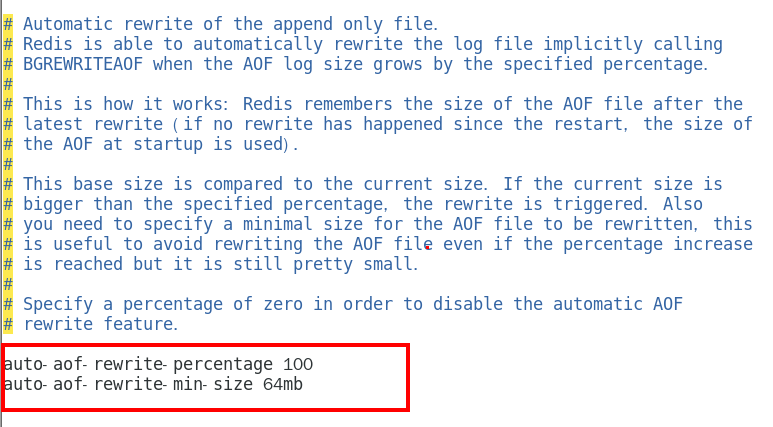 # Automatic rewrite of the append only file.
# Redis is able to automatically rewrite the log file implicitly calling
# BGREWRITEAOF when the AOF log size grows by the specified percentage.
#
# This is how it works: Redis remembers the size of the AOF file after the
# latest rewrite (if no rewrite has happened since the restart, the size of
# the AOF at startup is used).
#
# This base size is compared to the current size. If the current size is
# bigger than the specified percentage, the rewrite is triggered. Also
# you need to specify a minimal size for the AOF file to be rewritten, this
# is useful to avoid rewriting the AOF file even if the percentage increase
# is reached but it is still pretty small.
#
# Specify a percentage of zero in order to disable the automatic AOF
# rewrite feature.
auto-aof-rewrite-percentage 100
auto-aof-rewrite-min-size 64mb